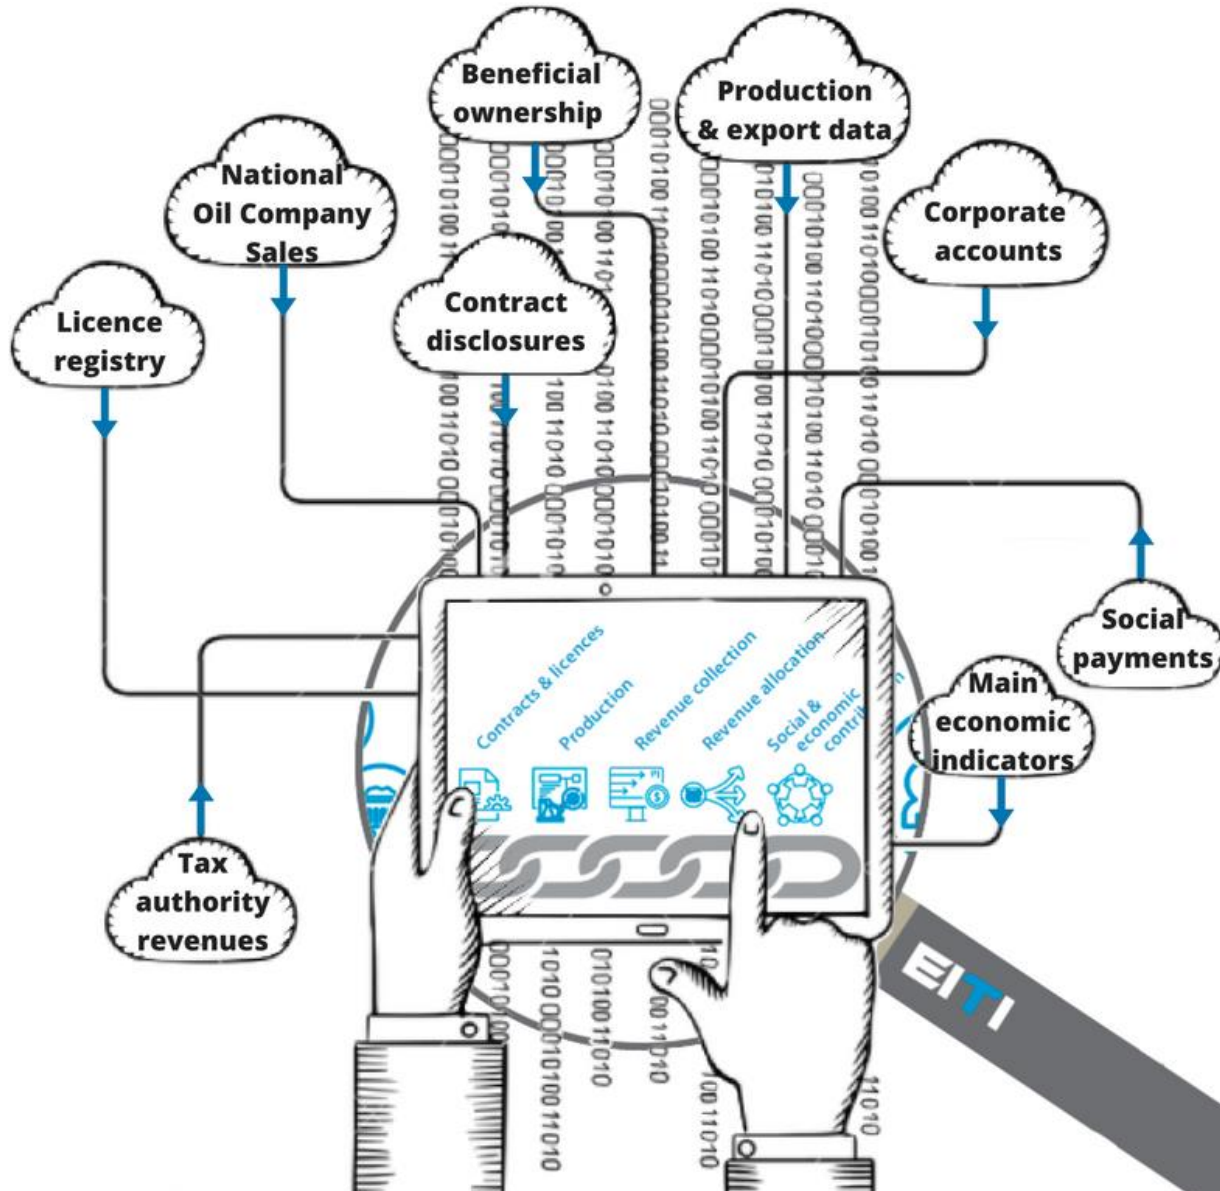 Beneficial
ownership
Production
& export data
National
Oil Company
Sales
Corporate
accounts
Contract
disclosures
Licence
registry
Social
payments
Main
economic
indicators
Contracts & licences
Production
Revenue collection
Revenue allocation
Social &
economic
Tax
authority
revenues
EITI